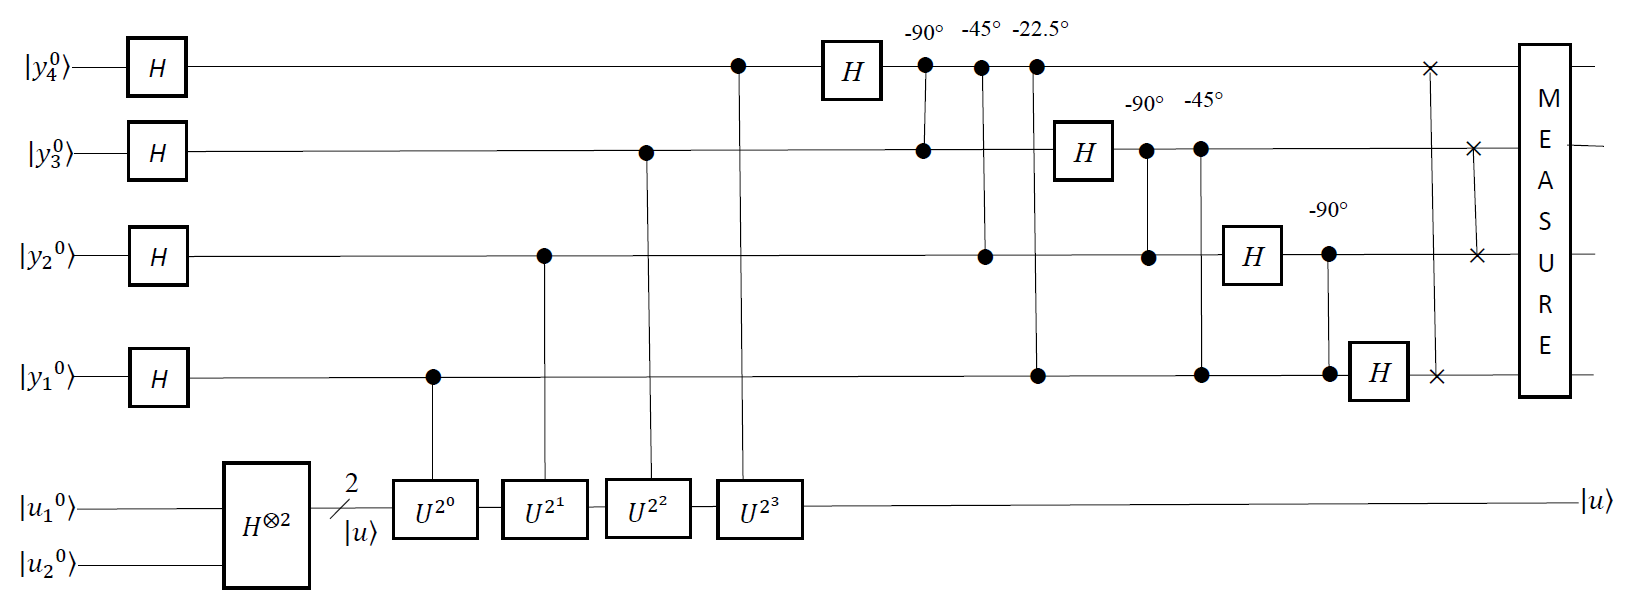 -90° -45° -22.5°
|y₄⁰⟩ H H
-90° -45°
|y₃⁰⟩ H H
-90°
|y₂⁰⟩ H H
|y₁⁰⟩ H H
MEASURE
2
|u₁⁰⟩ H⊗2 |u⟩ U^2⁰ U^2¹ U^2² U^2³ |u⟩
|u₂⁰⟩